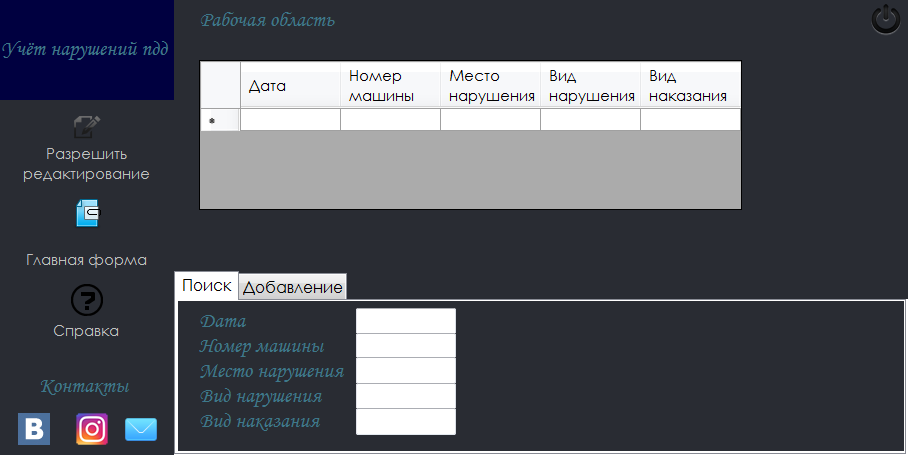 Учёт нарушений пдд
Разрешить
редактирование
Главная форма
Справка
Контакты
Рабочая область
Дата
Номер
машины
Место
нарушения
Вид
нарушения
Вид
наказания
*
Поиск
Добавление
Дата
Номер машины
Место нарушения
Вид нарушения
Вид наказания